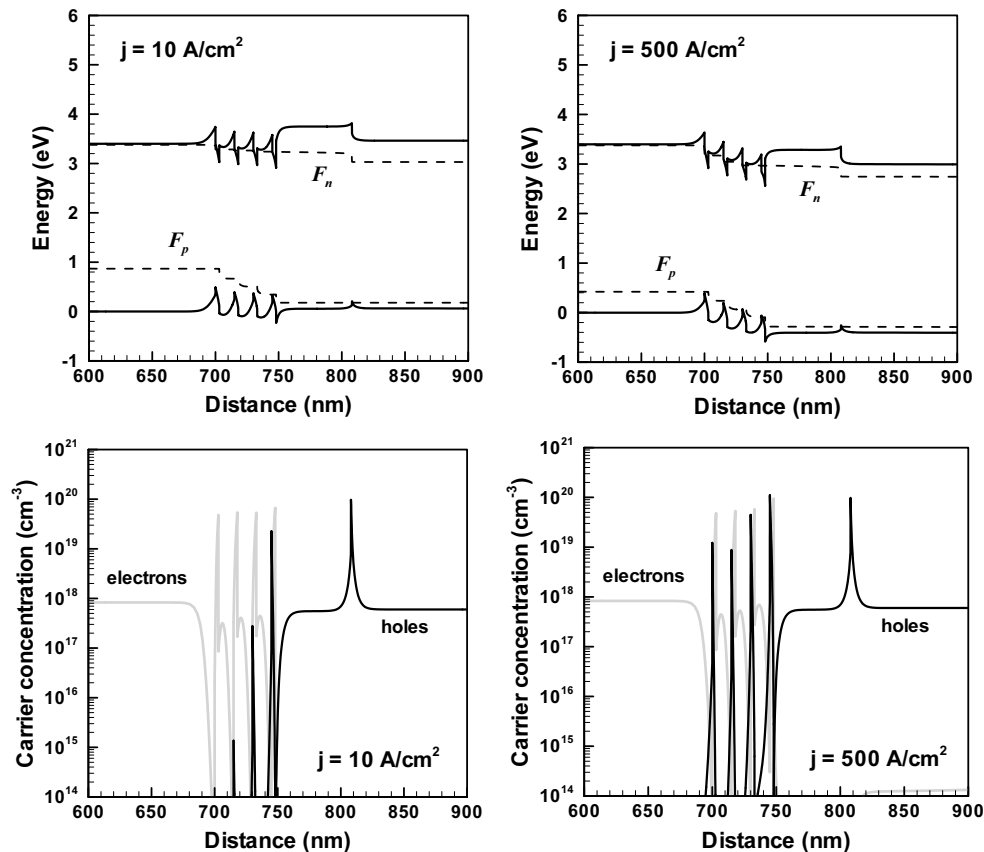 j = 10 A/cm²
6
5
4
3
2
1
0
-1
Energy (eV)
Fn
Fp
600 650 700 750 800 850 900
Distance (nm)
j = 500 A/cm²
6
5
4
3
2
1
0
-1
Energy (eV)
Fn
Fp
600 650 700 750 800 850 900
Distance (nm)
10²¹
10²⁰
10¹⁹
10¹⁸
10¹⁷
10¹⁶
10¹⁵
10¹⁴
Carrier concentration (cm⁻³)
electrons
holes
j = 10 A/cm²
600 650 700 750 800 850 900
Distance (nm)
10²¹
10²⁰
10¹⁹
10¹⁸
10¹⁷
10¹⁶
10¹⁵
10¹⁴
Carrier concentration (cm⁻³)
electrons
holes
j = 500 A/cm²
600 650 700 750 800 850 900
Distance (nm)